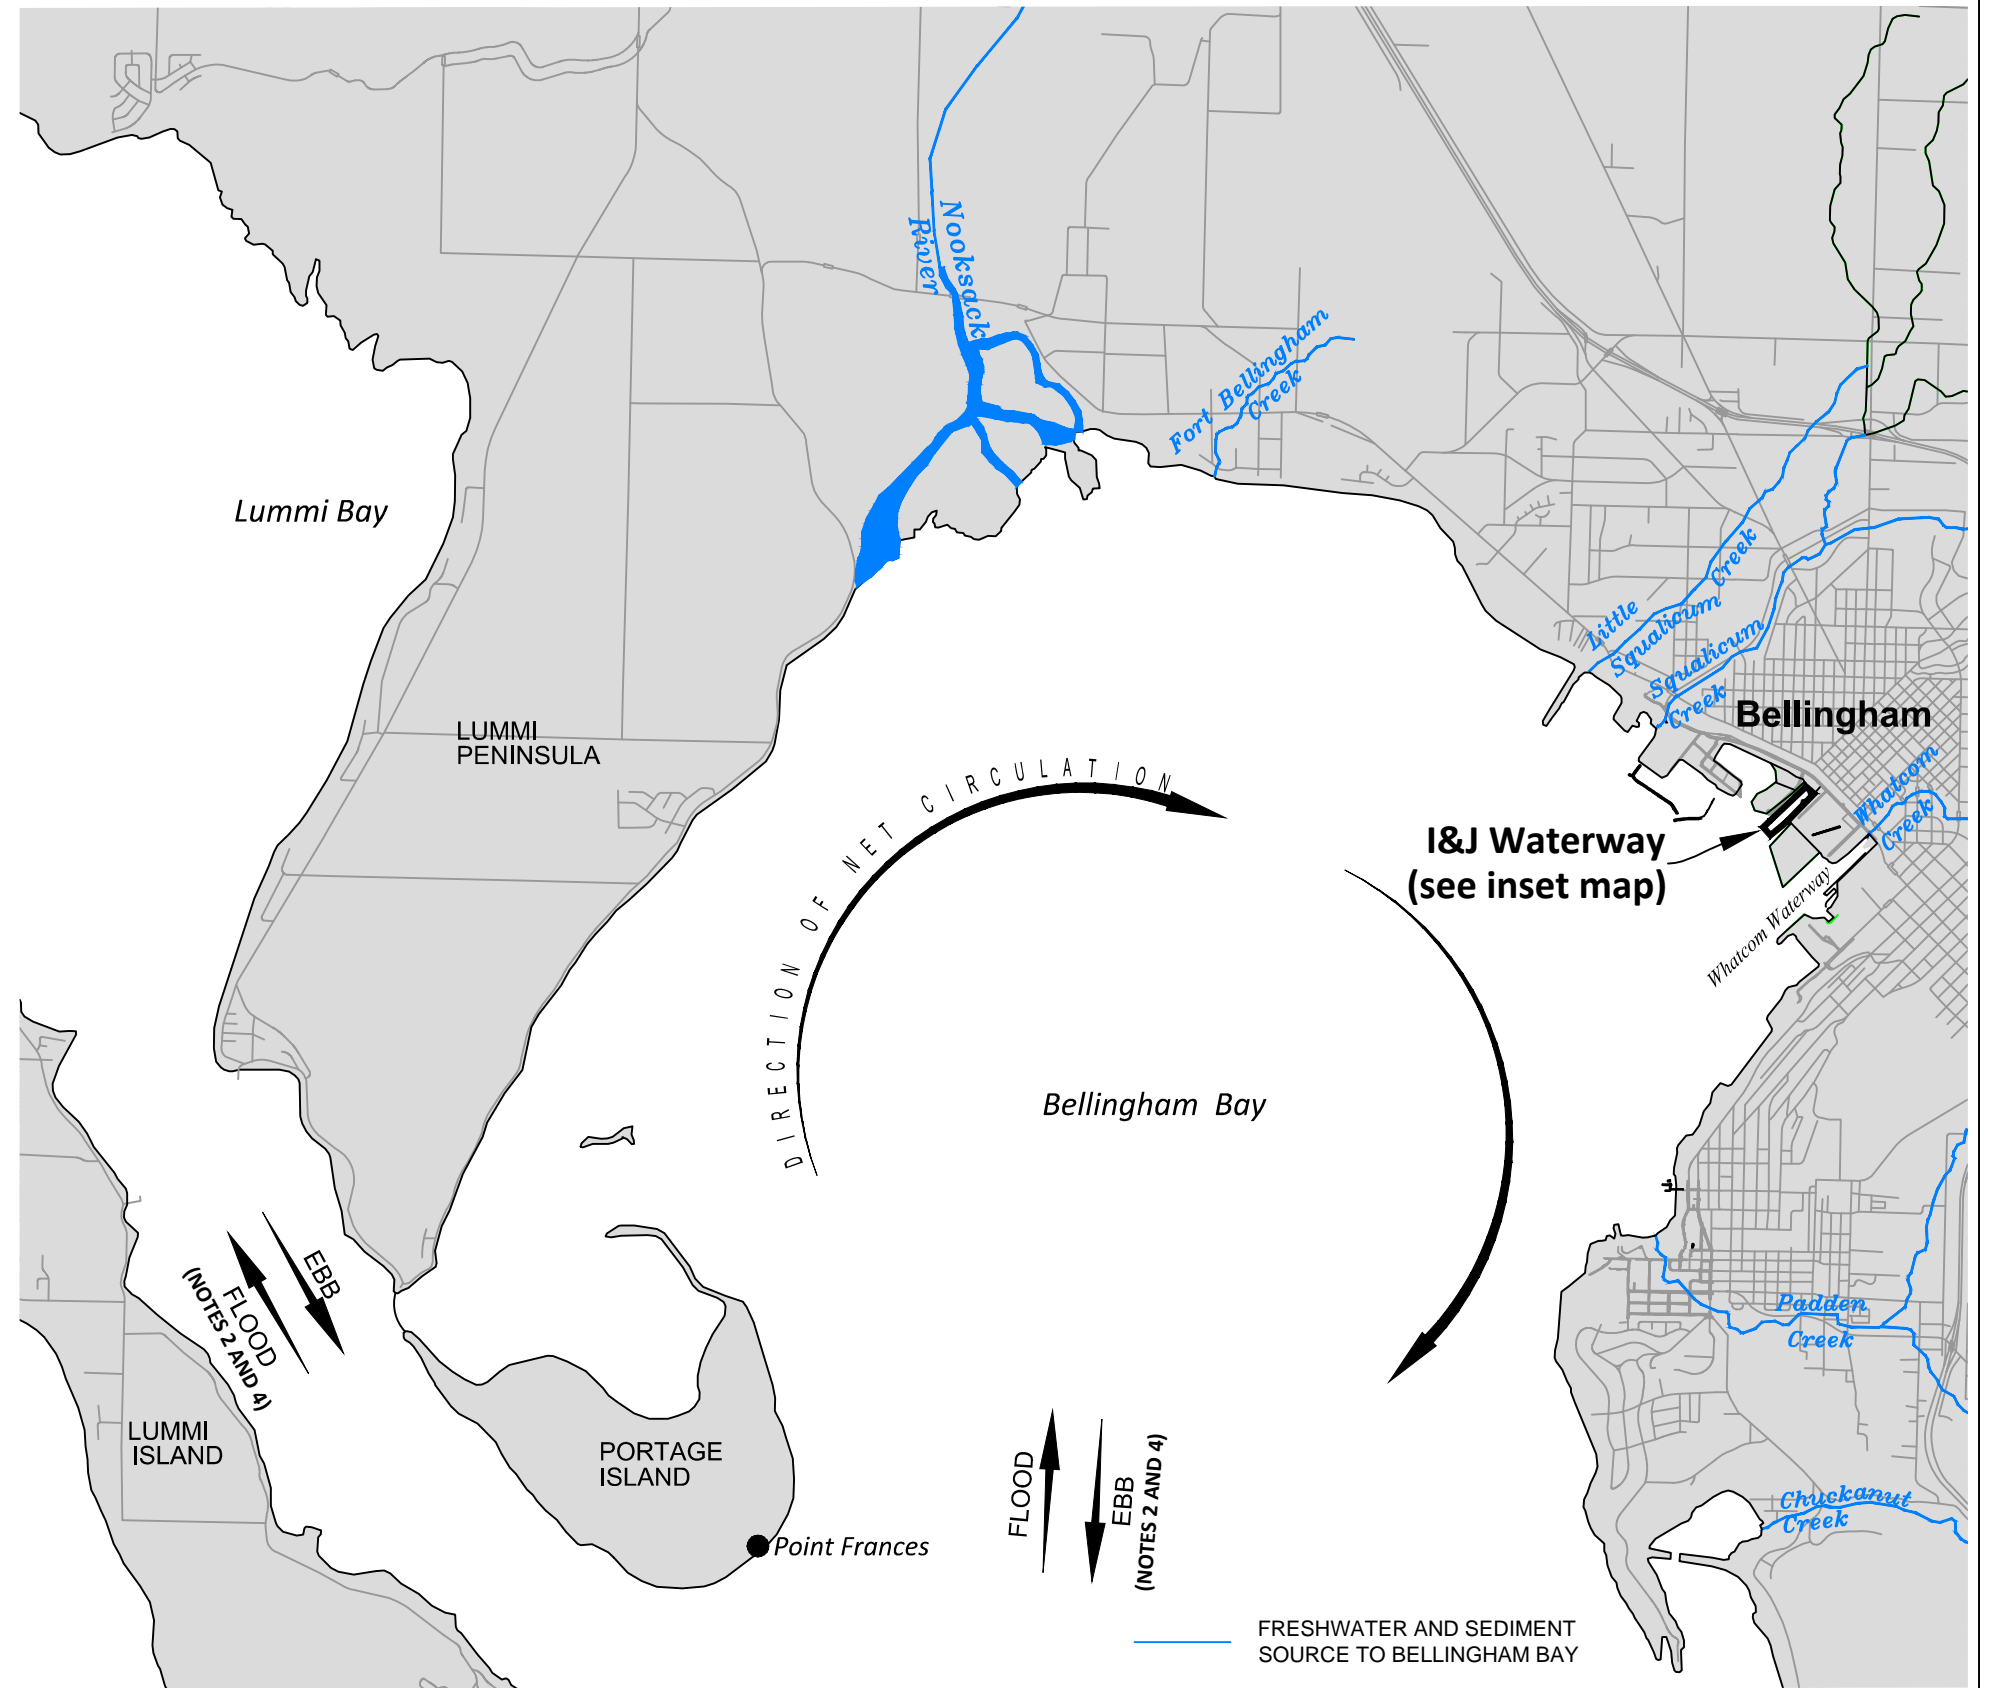 Nooksack
River
Fort Bellingham
Creek
Lummi Bay
Little
Squalicum
Creek
Squalicum
Creek
Bellingham
LUMMI
PENINSULA
Whatcom
Creek
DIRECTION OF NET CIRCULATION
I&J Waterway
(see inset map)
Whatcom Waterway
Bellingham Bay
EBB
FLOOD
(NOTES 2 AND 4)
Padden
Creek
LUMMI
ISLAND
PORTAGE
ISLAND
FLOOD
EBB
(NOTES 2 AND 4)
Chuckanut
Creek
Point Frances
FRESHWATER AND SEDIMENT
SOURCE TO BELLINGHAM BAY